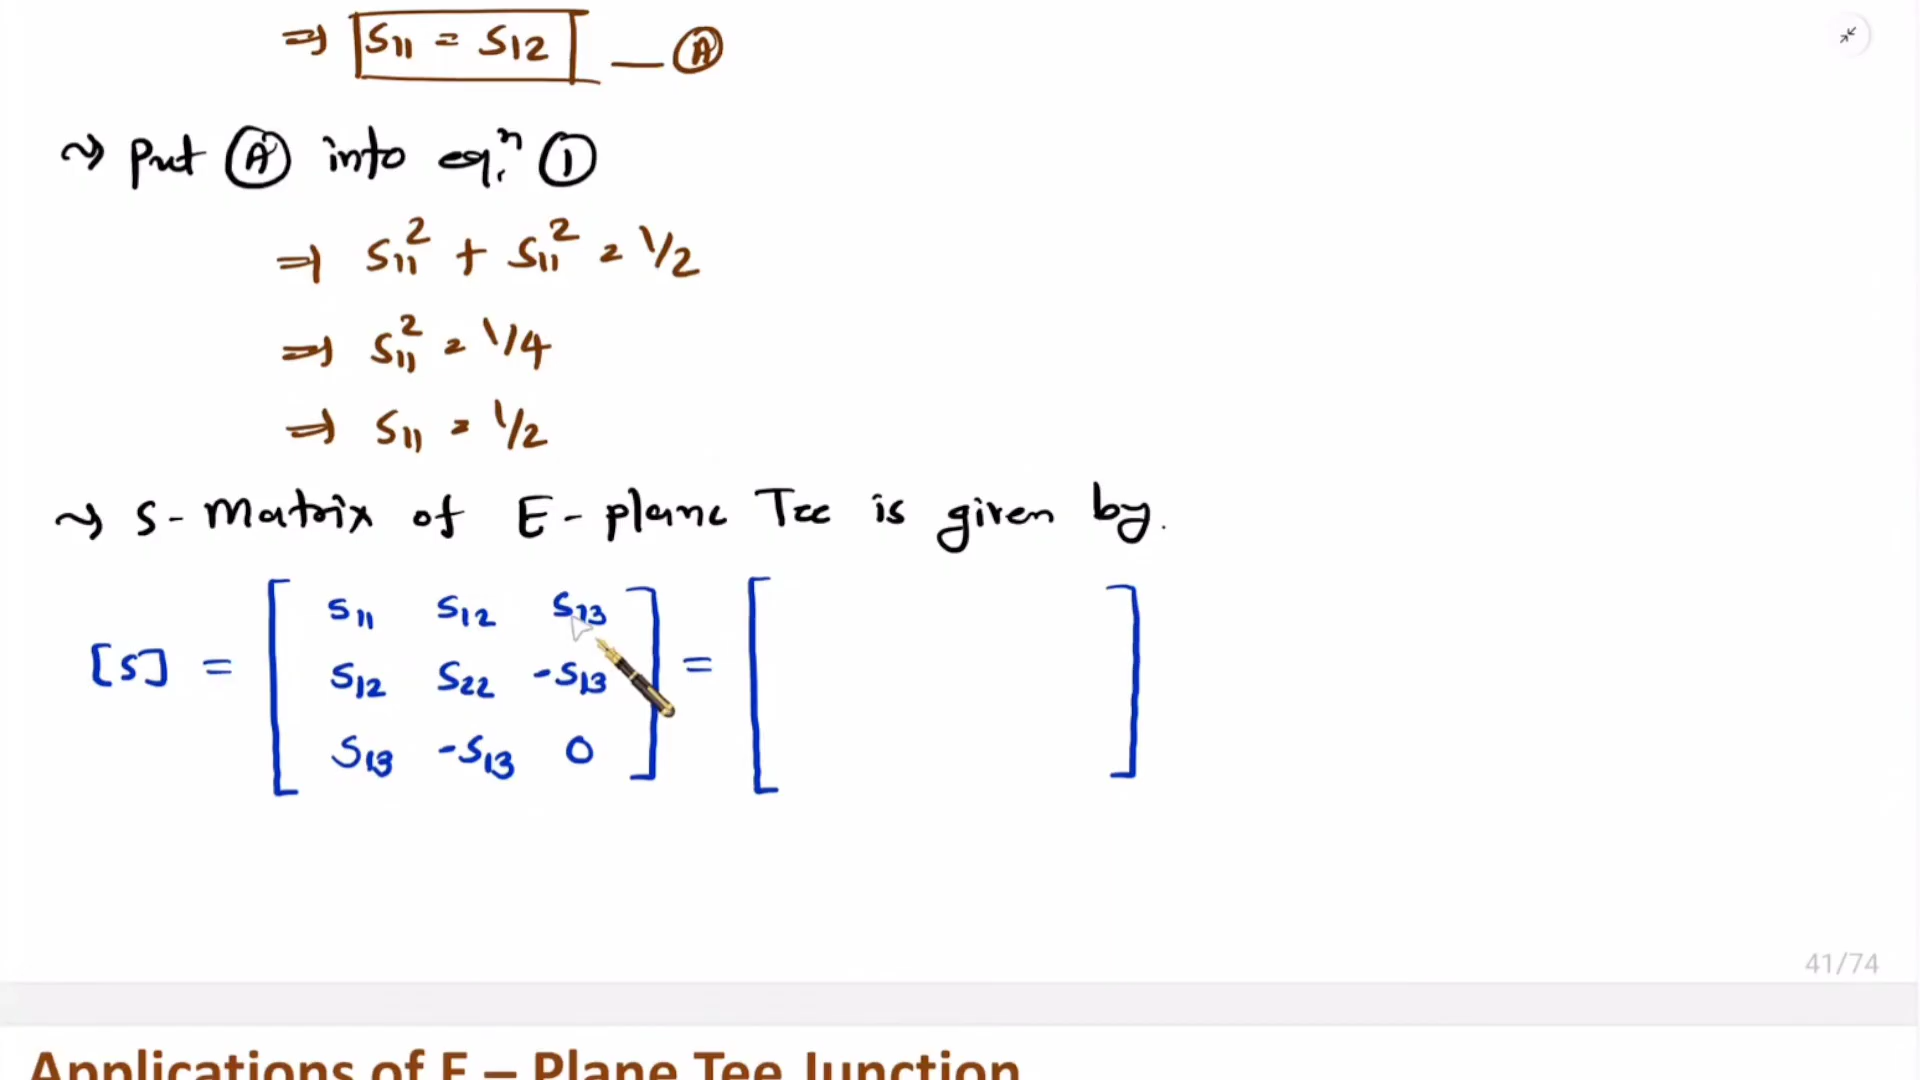 ⇒ S11 = S12 — Ⓐ
~> Put Ⓐ into eq.ⁿ ①
⇒ S11² + S11² = 1/2
⇒ S11² = 1/4
⇒ S11 = 1/2
~> S-Matrix of E-plane Tee is given by.
[S] = [ S11 S12 S13 ] = [ ]
S12 S22 -S13
S13 -S13 0
41/74
Applications of E – Plane Tee Junction